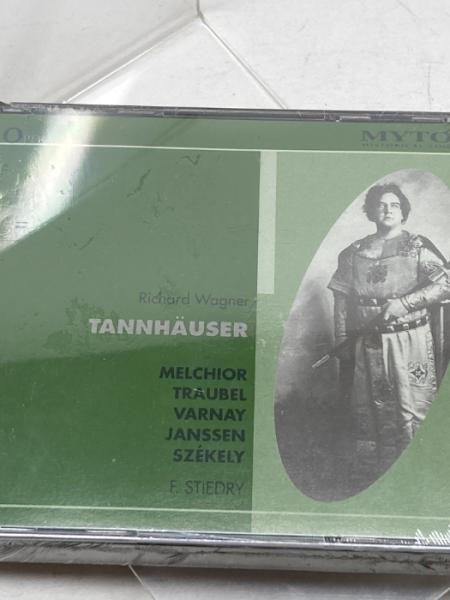 MYTO
Richard Wagner
TANNHÄUSER
MELCHIOR
TRAUBEL
VARNAY
JANSSEN
SZÉKELY
F. STIEDRY